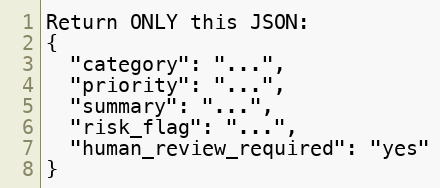 1 Return ONLY this JSON:
2 {
3   "category": "...",
4   "priority": "...",
5   "summary": "...",
6   "risk_flag": "...",
7   "human_review_required": "yes"
8 }